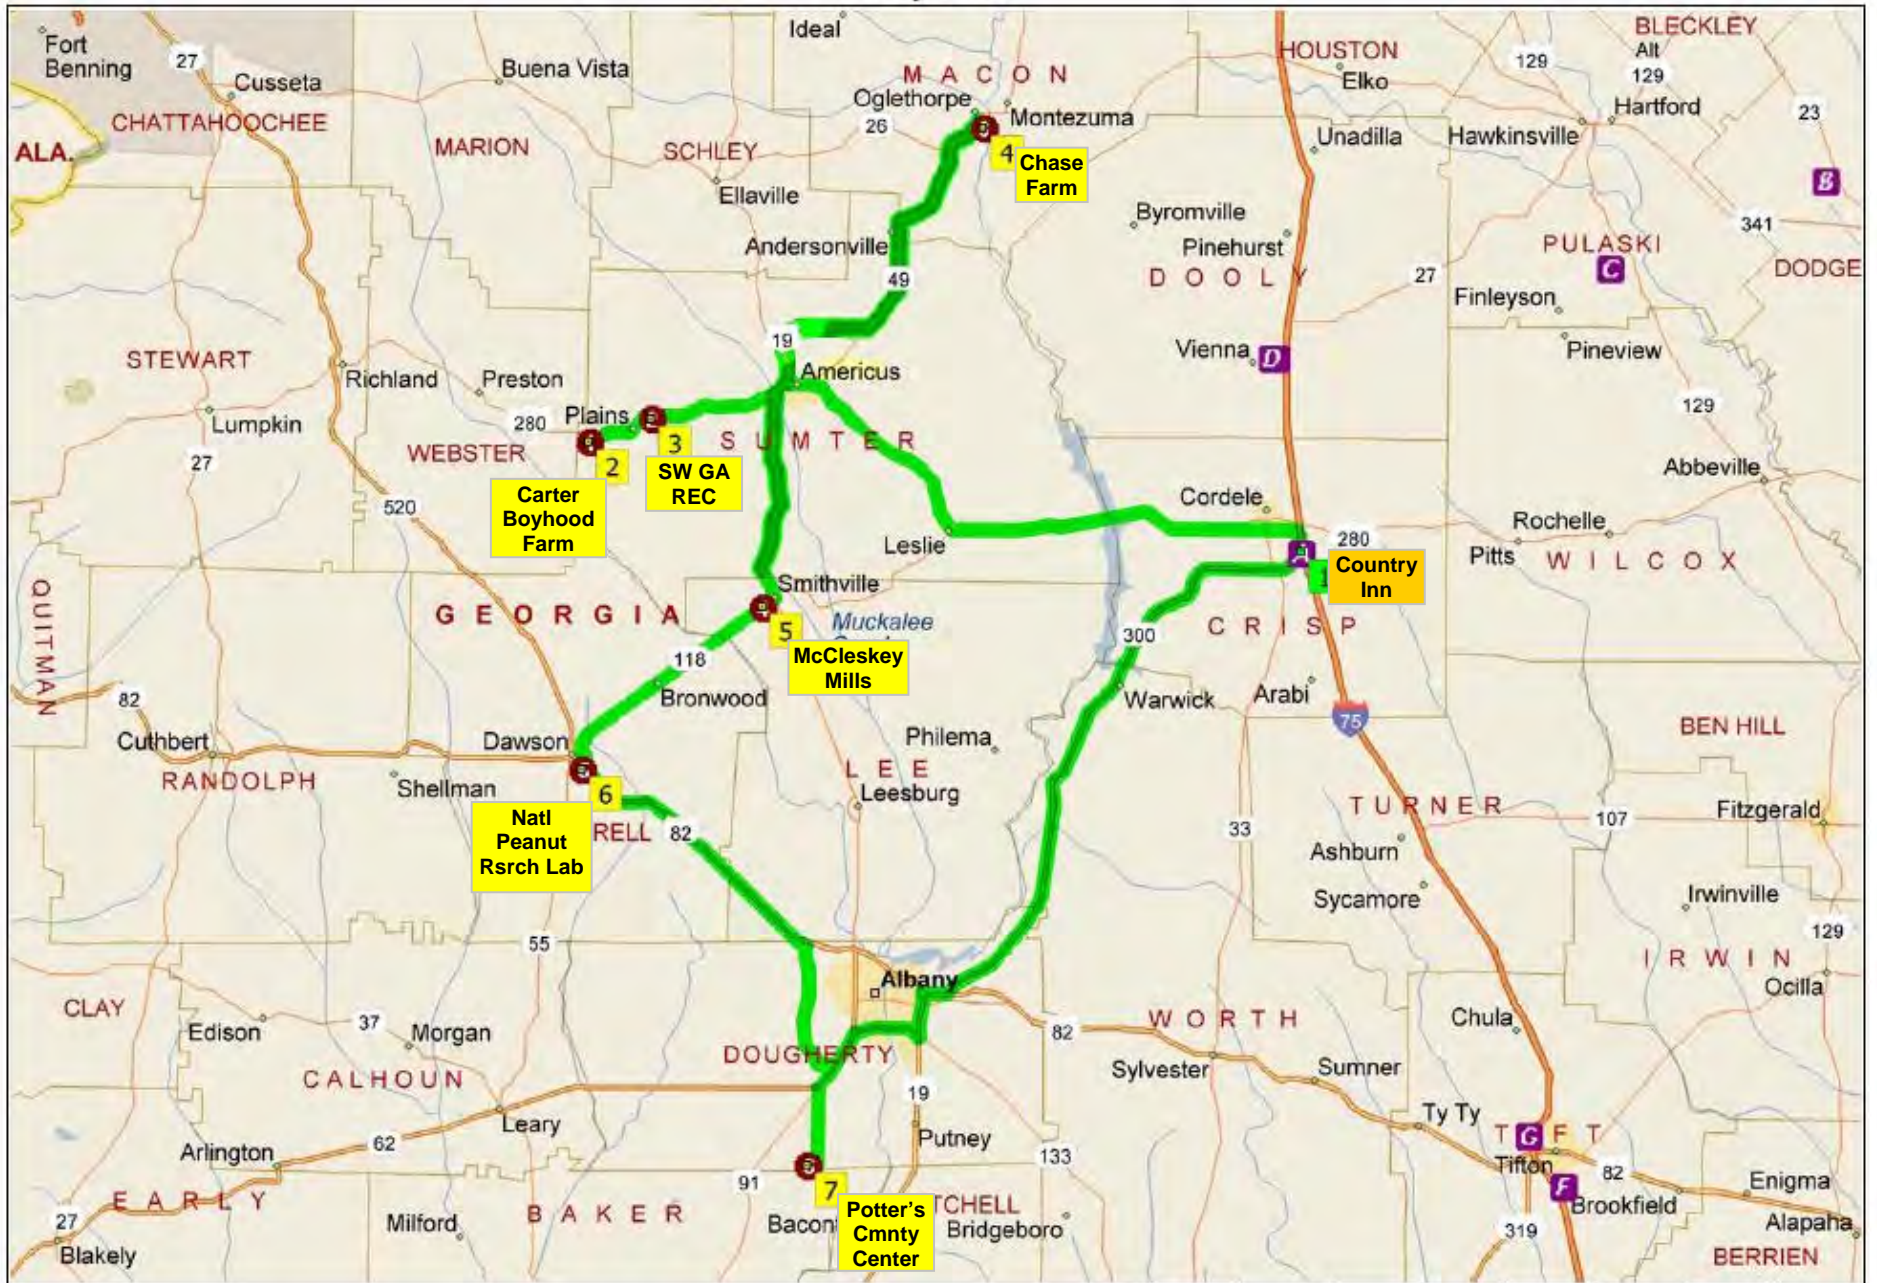 Ideal
Fort
Benning
27
Cusseta
Buena Vista
MACON
HOUSTON
Elko
129
BLECKLEY
Alt
129
Hartford
23
CHATTAHOOCHEE
ALA.
MARION
SCHLEY
Oglethorpe
26
Montezuma
4
Chase
Farm
Unadilla
Hawkinsville
B
Ellaville
Andersonville
Byromville
Pinehurst
341
PULASKI
C
DODGE
49
DOOLY
27
Finleyson
19
STEWART
Richland
Preston
Americus
Vienna
D
Pineview
Lumpkin
280
Plains
129
27
WEBSTER
2
3
SUMTER
Carter
Boyhood
Farm
SW GA
REC
Abbeville
520
Cordele
Rochelle
Leslie
280
Pitts
WILCOX
A
1
Country
Inn
QUITMAN
GEORGIA
Smithville
5
Muckalee
McCleskey
Mills
300
CRISP
118
Bronwood
Warwick
Arabi
82
75
Cuthbert
Dawson
Philema
BEN HILL
RANDOLPH
Shellman
LEE
Leesburg
6
Natl
Peanut
Rsrch Lab
RELL
82
33
TURNER
107
Fitzgerald
Ashburn
Sycamore
Irwinville
55
129
IRWIN
Albany
Ocilla
CLAY
Edison
37
Morgan
82
WORTH
Chula
DOUGHERTY
CALHOUN
Sylvester
Sumner
19
Leary
Ty Ty
Arlington
62
Putney
133
T
G
F T
Tifton
82
F
Brookfield
Enigma
EARLY
91
7
Potter's
Cmnty
Center
TCHELL
27
Milford
BAKER
Bacont
Bridgeboro
319
Alapaha
Blakely
BERRIEN